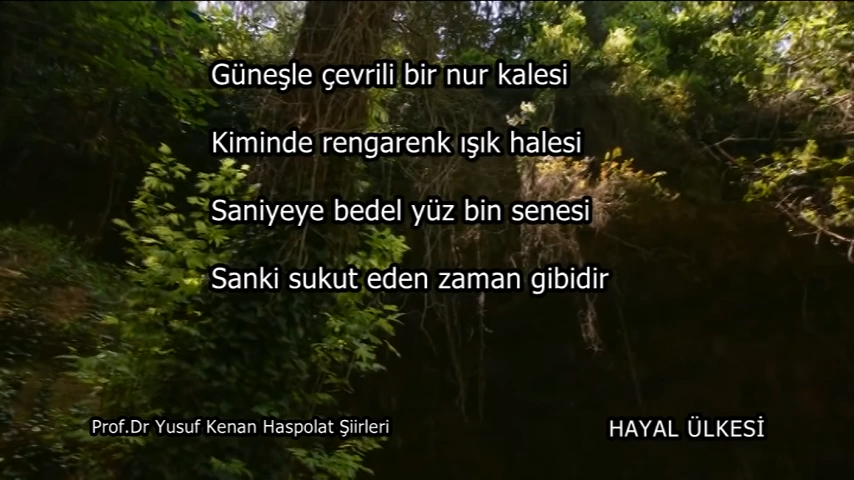 Güneşle çevrili bir nur kalesi
Kiminde rengarenk ışık halesi
Saniyeye bedel yüz bin senesi
Sanki sukut eden zaman gibidir
Prof.Dr Yusuf Kenan Haspolat Şiirleri
HAYAL ÜLKESİ